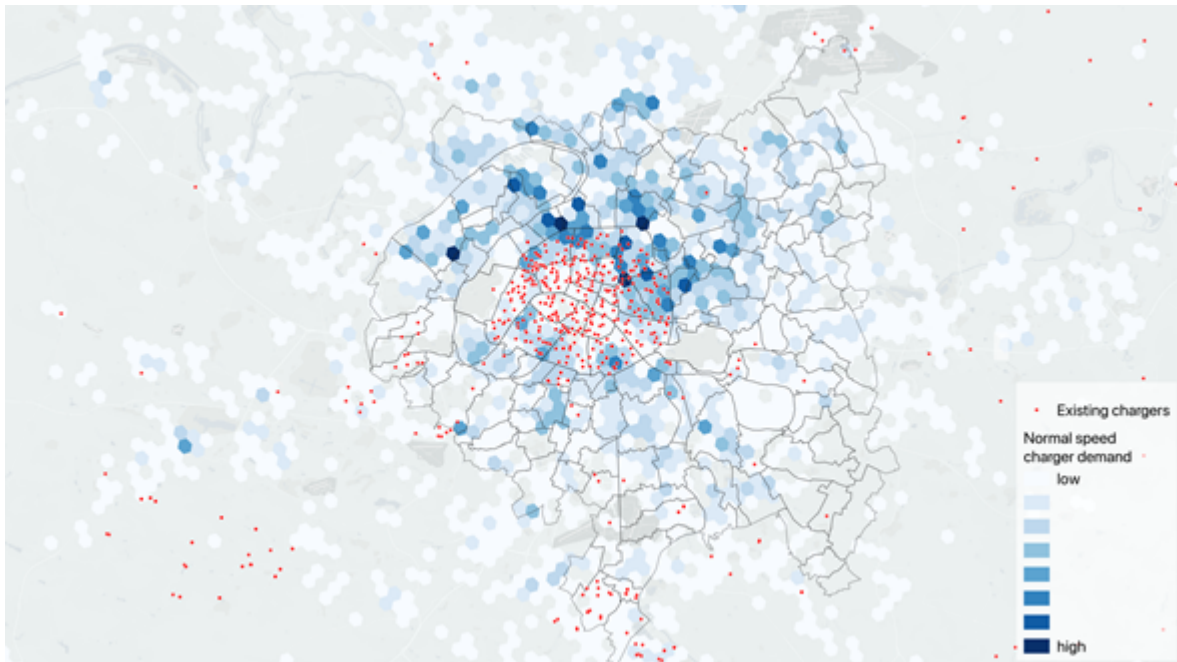 Existing chargers
Normal speed
charger demand
low
high